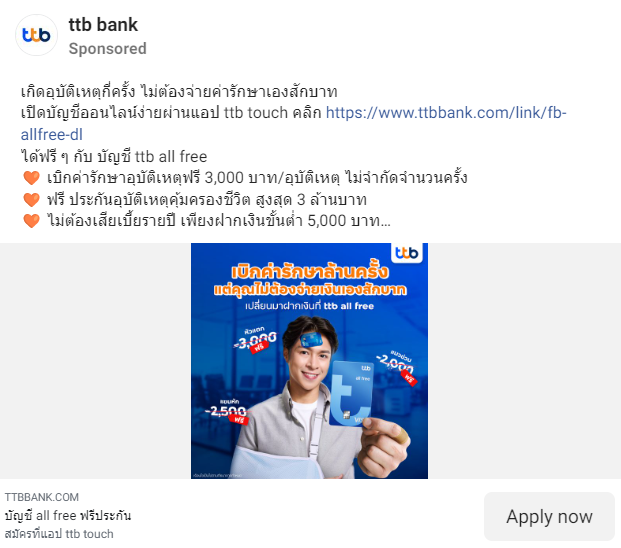 ttb bank
Sponsored
เกิดอุบัติเหตุกี่ครั้ง ไม่ต้องจ่ายค่ารักษาเองสักบาท
เปิดบัญชีออนไลน์ง่ายผ่านแอป ttb touch คลิก https://www.ttbbank.com/link/fb-
allfree-dl
ได้ฟรี ๆ กับ บัญชี ttb all free
🧡 เบิกค่ารักษาอุบัติเหตุฟรี 3,000 บาท/อุบัติเหตุ ไม่จำกัดจำนวนครั้ง
🧡 ฟรี ประกันอุบัติเหตุคุ้มครองชีวิต สูงสุด 3 ล้านบาท
🧡 ไม่ต้องเสียเบี้ยรายปี เพียงฝากเงินขั้นต่ำ 5,000 บาท...
ttb
เบิกค่ารักษาล้านครั้ง
แต่คุณไม่ต้องจ่ายเงินเองสักบาท
เปลี่ยนมาฝากเงินที่ ttb all free
หัวแตก
-3,000
ฟรี
แมวข่วน
-2,000
ฟรี
แขนหัก
-2,500
ฟรี
ttb
all free
TTBBANK.COM
บัญชี all free ฟรีประกัน
สมัครที่แอป ttb touch
Apply now